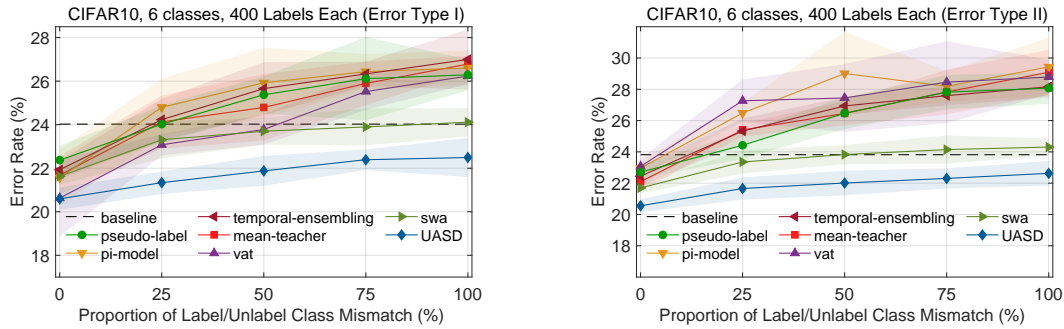 CIFAR10, 6 classes, 400 Labels Each (Error Type I)
28
26
24
22
20
18
Error Rate (%)
baseline
pseudo-label
pi-model
temporal-ensembling
mean-teacher
vat
swa
UASD
0 25 50 75 100
Proportion of Label/Unlabel Class Mismatch (%)
CIFAR10, 6 classes, 400 Labels Each (Error Type II)
30
28
26
24
22
20
18
Error Rate (%)
baseline
pseudo-label
pi-model
temporal-ensembling
mean-teacher
vat
swa
UASD
0 25 50 75 100
Proportion of Label/Unlabel Class Mismatch (%)